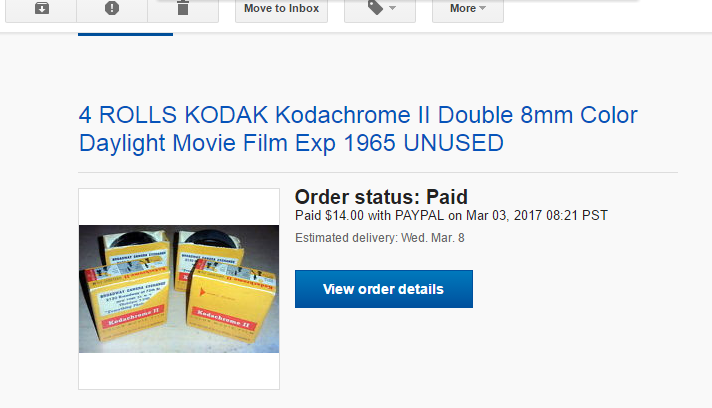 Move to Inbox
More
4 ROLLS KODAK Kodachrome II Double 8mm Color
Daylight Movie Film Exp 1965 UNUSED
Order status: Paid
Paid $14.00 with PAYPAL on Mar 03, 2017 08:21 PST
Estimated delivery: Wed. Mar. 8
View order details
BROADWAY CAMERA EXCHANGE
Kodachrome II
Kodachrome II